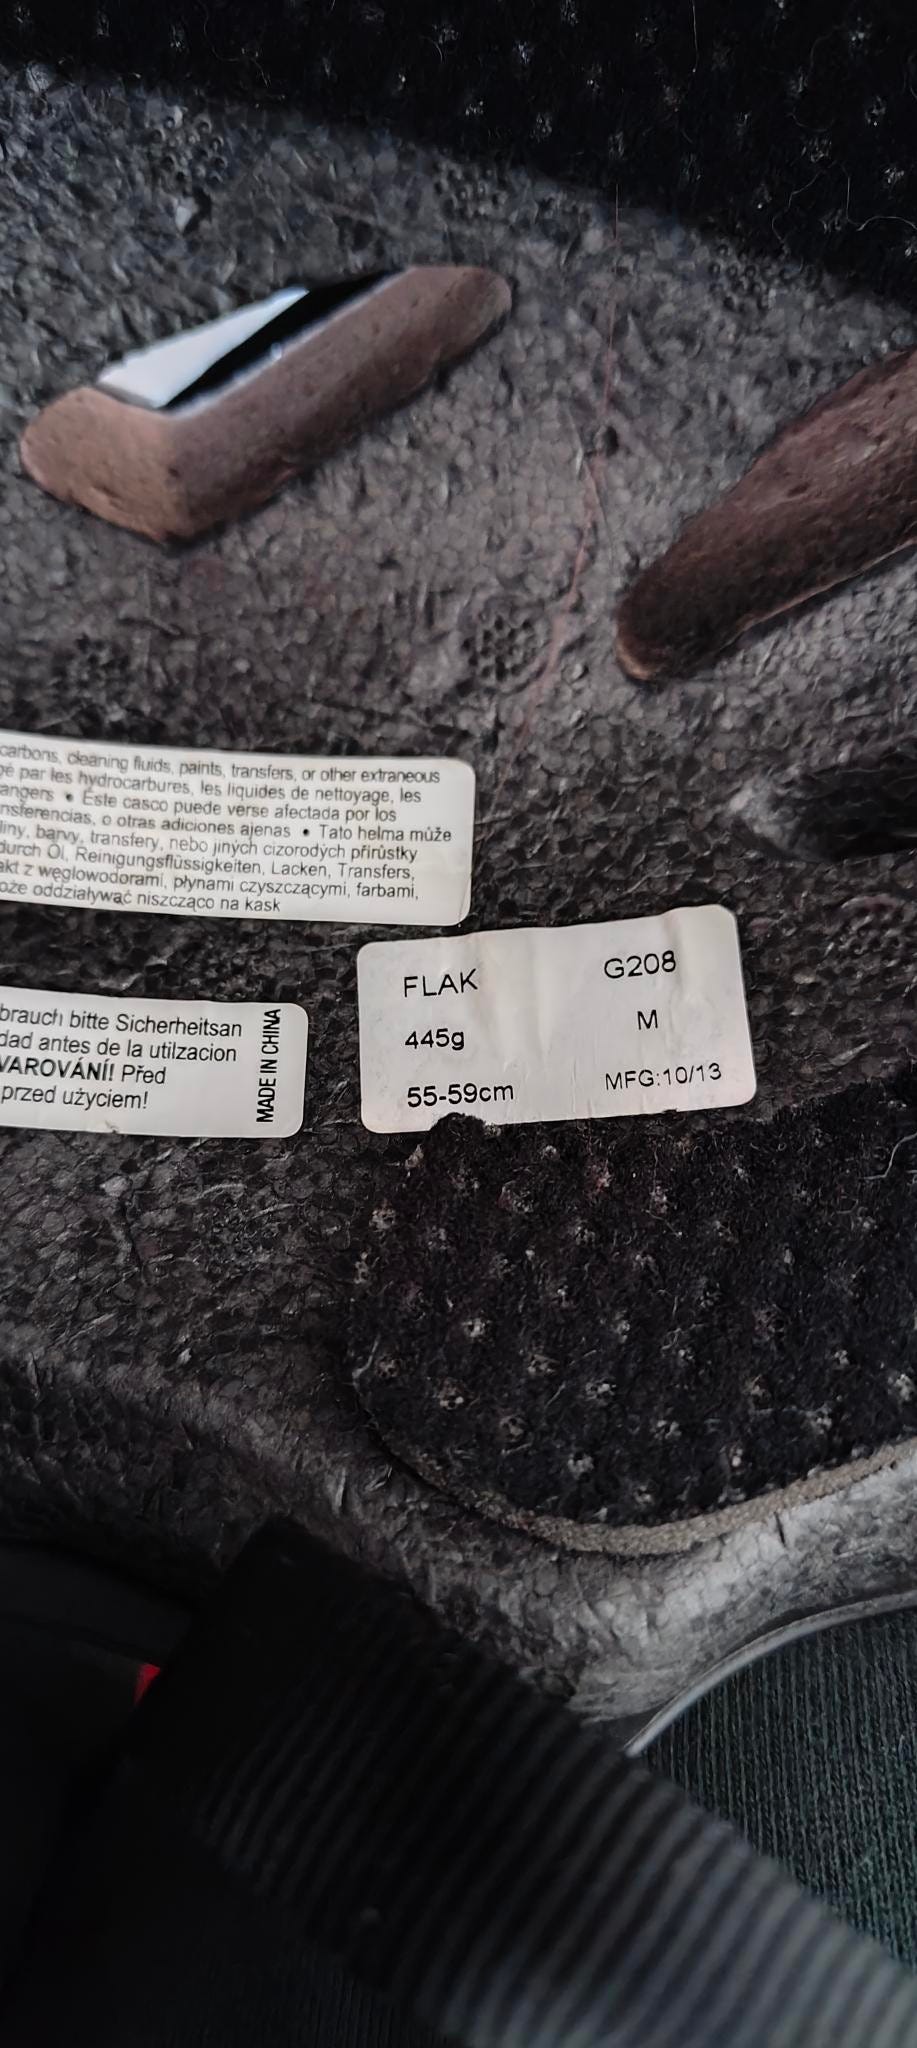 carbons, cleaning fluids, paints, transfers, or other extraneous
gé par les hydrocarbures, les liquides de nettoyage, les
angers • Este casco puede verse afectada por los
nsferencias, o otras adiciones ajenas • Tato helma může
liny, barvy, transfery, nebo jiných cizorodých přirůstky
durch Öl, Reinigungsflüssigkeiten, Lacken, Transfers,
akt z węglowodorami, płynami czyszczącymi, farbami,
oże oddziaływać niszcząco na kask
brauch bitte Sicherheitsan
dad antes de la utilzacion
VAROVÁNÍ! Před
przed użyciem!
MADE IN CHINA
FLAK G208
445g M
55-59cm MFG:10/13